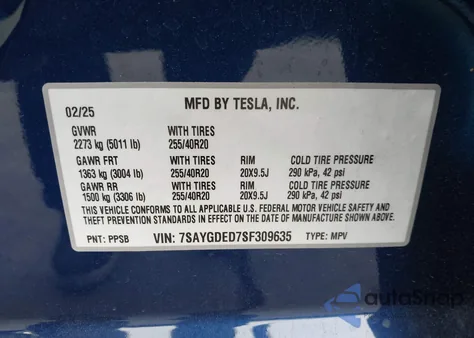 MFD BY TESLA, INC.
02/25
GVWR WITH TIRES
2273 kg (5011 lb) 255/40R20
GAWR FRT WITH TIRES RIM COLD TIRE PRESSURE
1363 kg (3004 lb) 255/40R20 20X9.5J 290 kPa, 42 psi
GAWR RR WITH TIRES RIM COLD TIRE PRESSURE
1500 kg (3306 lb) 255/40R20 20X9.5J 290 kPa, 42 psi
THIS VEHICLE CONFORMS TO ALL APPLICABLE
U.S. FEDERAL MOTOR VEHICLE SAFETY AND
THEFT PREVENTION STANDARDS IN EFFECT ON THE DATE OF MANUFACTURE SHOWN ABOVE.
PNT: PPSB VIN: 7SAYGDED7SF309635 TYPE: MPV
autoSnap